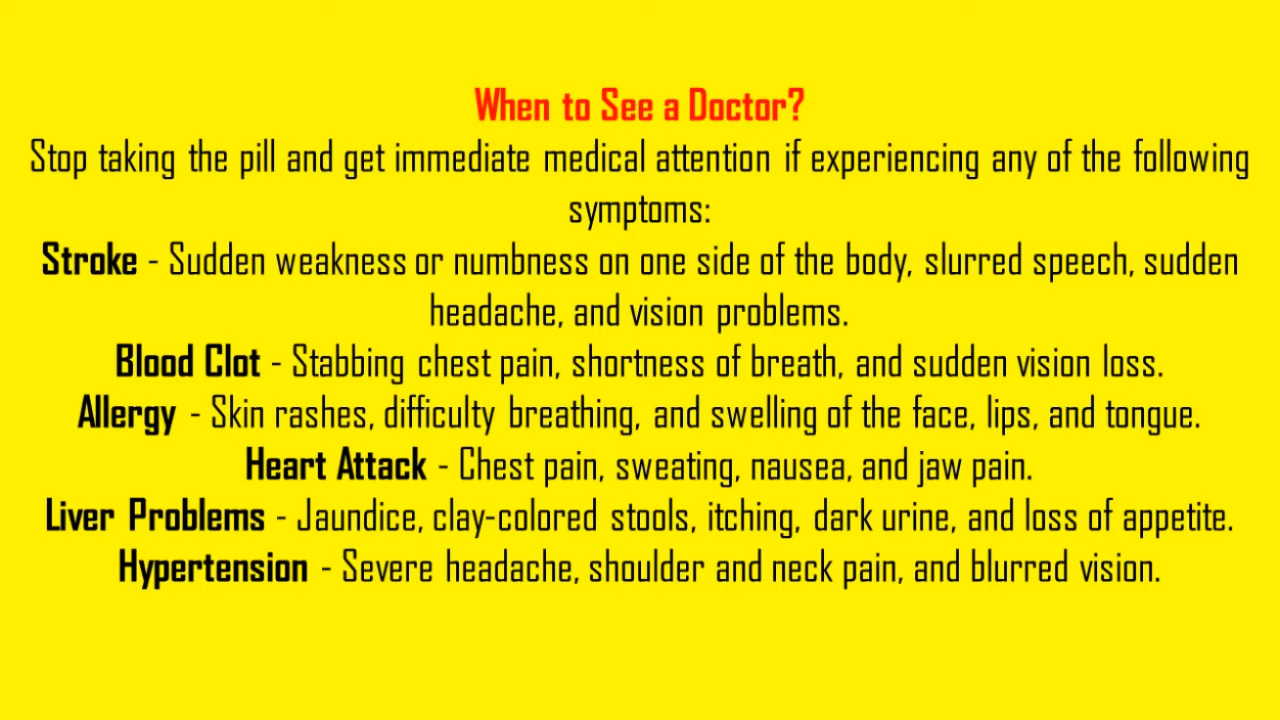 When to See a Doctor?
Stop taking the pill and get immediate medical attention if experiencing any of the following
symptoms:
Stroke - Sudden weakness or numbness on one side of the body, slurred speech, sudden
headache, and vision problems.
Blood Clot - Stabbing chest pain, shortness of breath, and sudden vision loss.
Allergy - Skin rashes, difficulty breathing, and swelling of the face, lips, and tongue.
Heart Attack - Chest pain, sweating, nausea, and jaw pain.
Liver Problems - Jaundice, clay-colored stools, itching, dark urine, and loss of appetite.
Hypertension - Severe headache, shoulder and neck pain, and blurred vision.